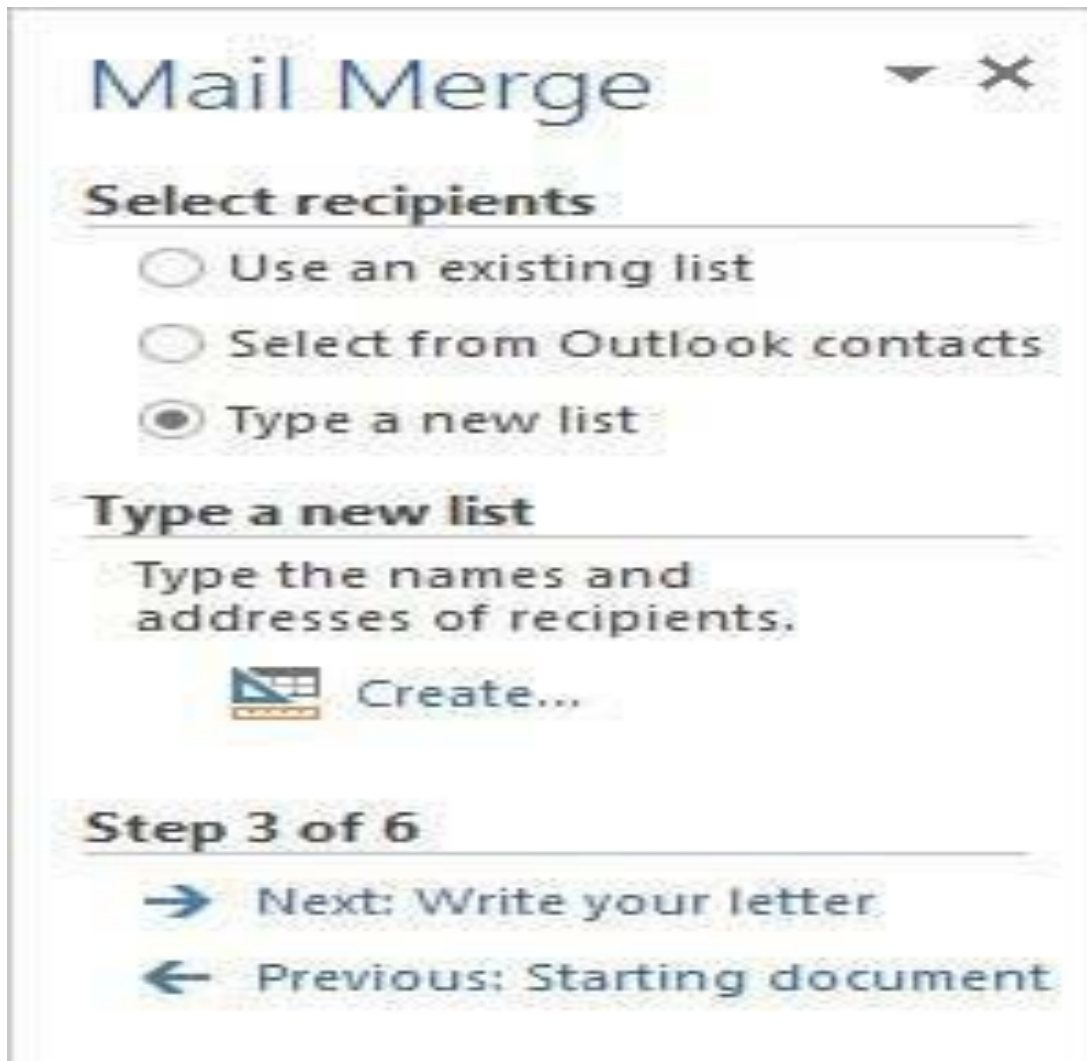 Mail Merge
Select recipients
Use an existing list
Select from Outlook contacts
Type a new list
Type a new list
Type the names and
addresses of recipients.
Create...
Step 3 of 6
Next: Write your letter
Previous: Starting document